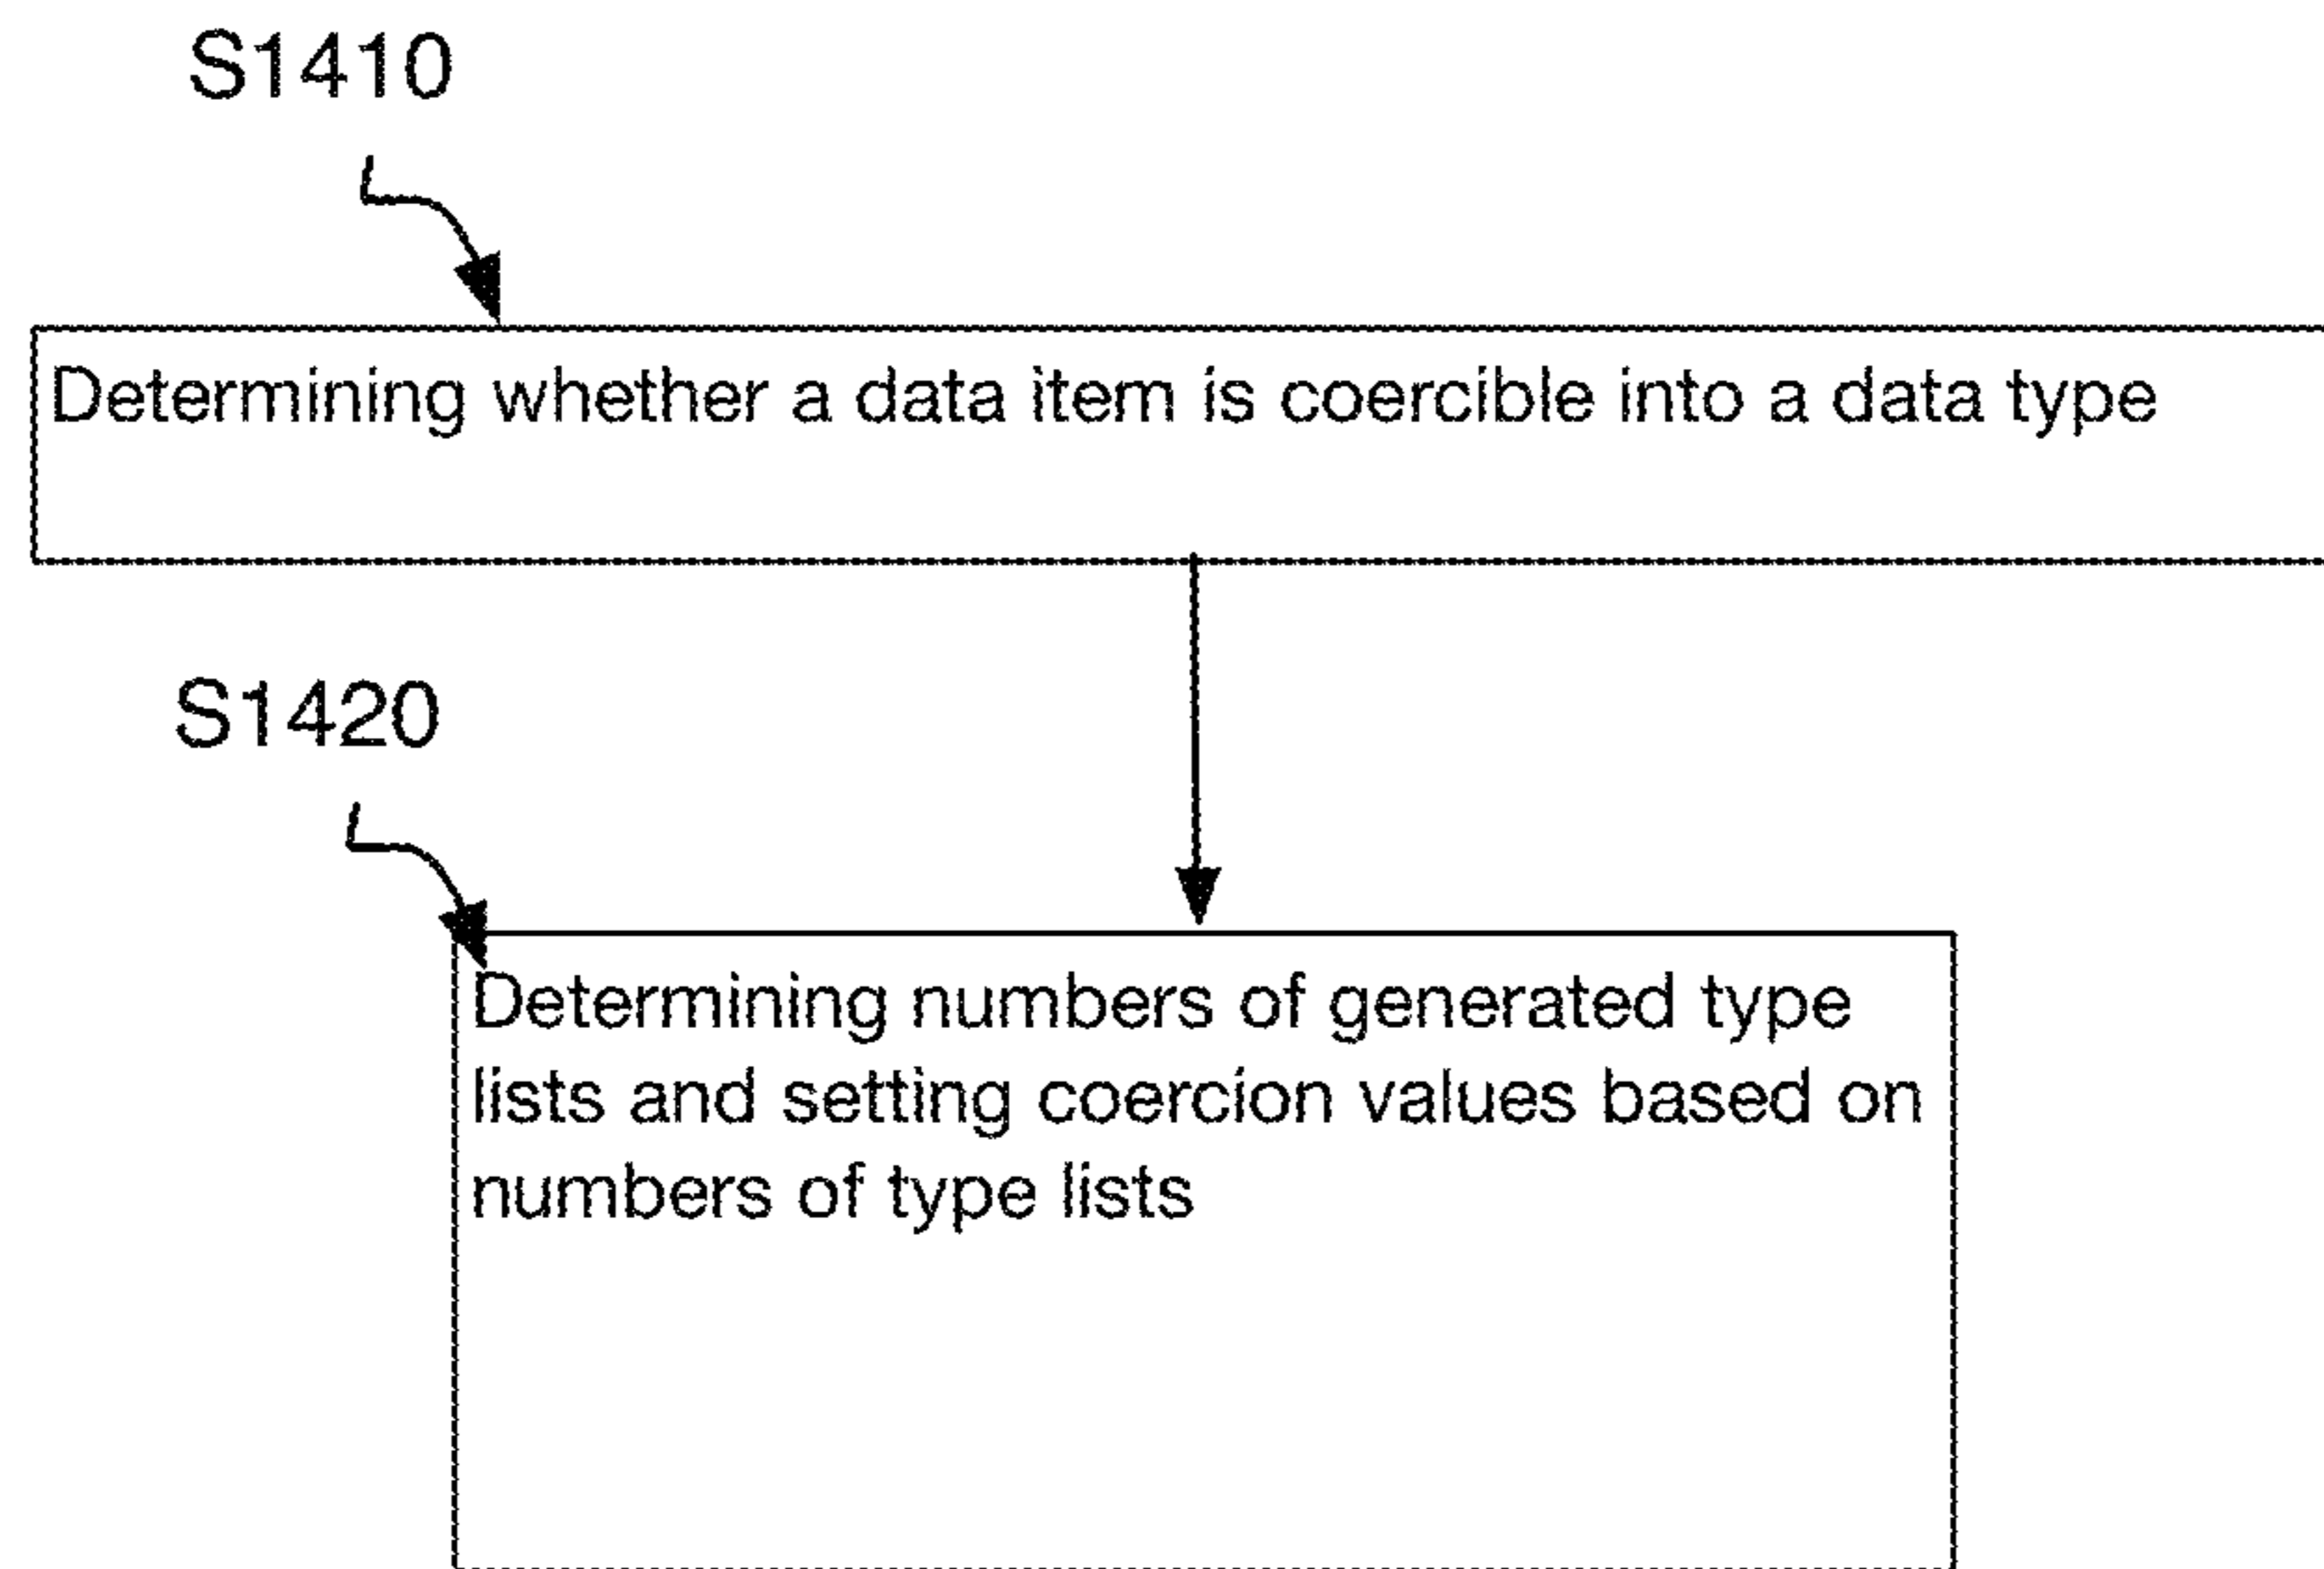 S1410
Determining whether a data item is coercible into a data type
S1420
Determining numbers of generated type
lists and setting coercion values based on
numbers of type lists